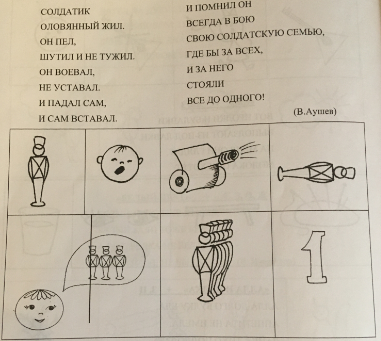 СОЛДАТИК
ОЛОВЯННЫЙ ЖИЛ.
ОН ПЕЛ,
ШУТИЛ И НЕ ТУЖИЛ.
ОН ВОЕВАЛ,
НЕ УСТАВАЛ.
И ПАДАЛ САМ,
И САМ ВСТАВАЛ.
И ПОМНИЛ ОН
ВСЕГДА В БОЮ
СВОЮ СОЛДАТСКУЮ СЕМЬЮ,
ГДЕ БЫ ЗА ВСЕХ,
И ЗА НЕГО
СТОЯЛИ
ВСЕ ДО ОДНОГО!
(В.Аушев)
1